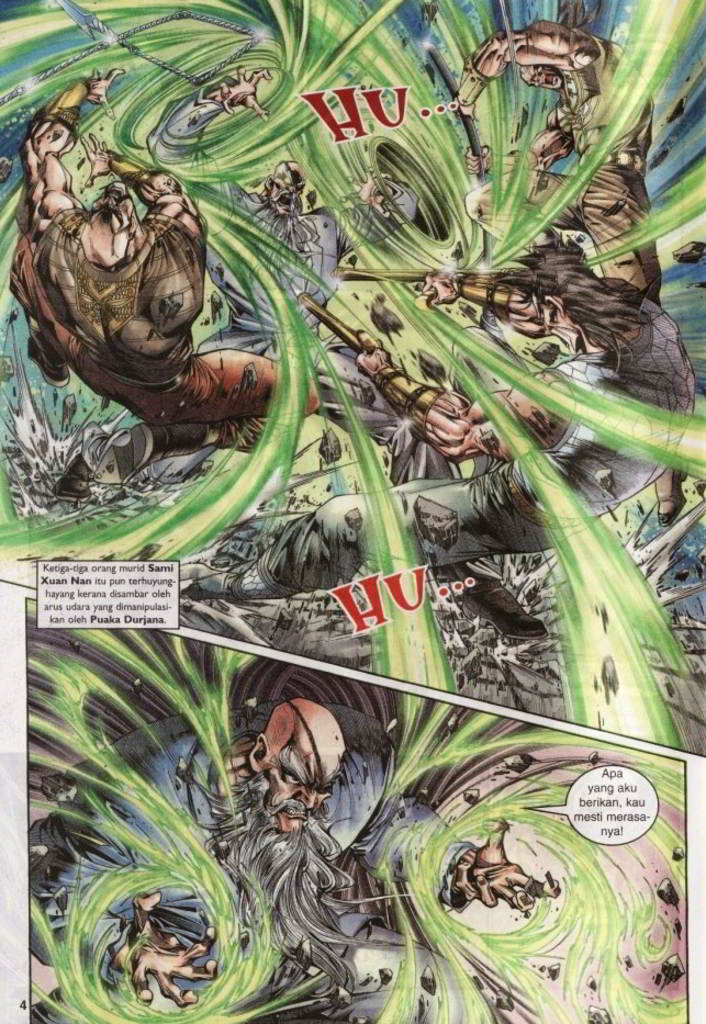 HU...
Ketiga-tiga orang murid Sami
Xuan Nan itu pun terhuyung-
hayang kerana disambar oleh
arus udara yang dimanipulasi-
kan oleh Puaka Durjana.
HU...
Apa
yang aku
berikan, kau
mesti merasa-
nya!
4